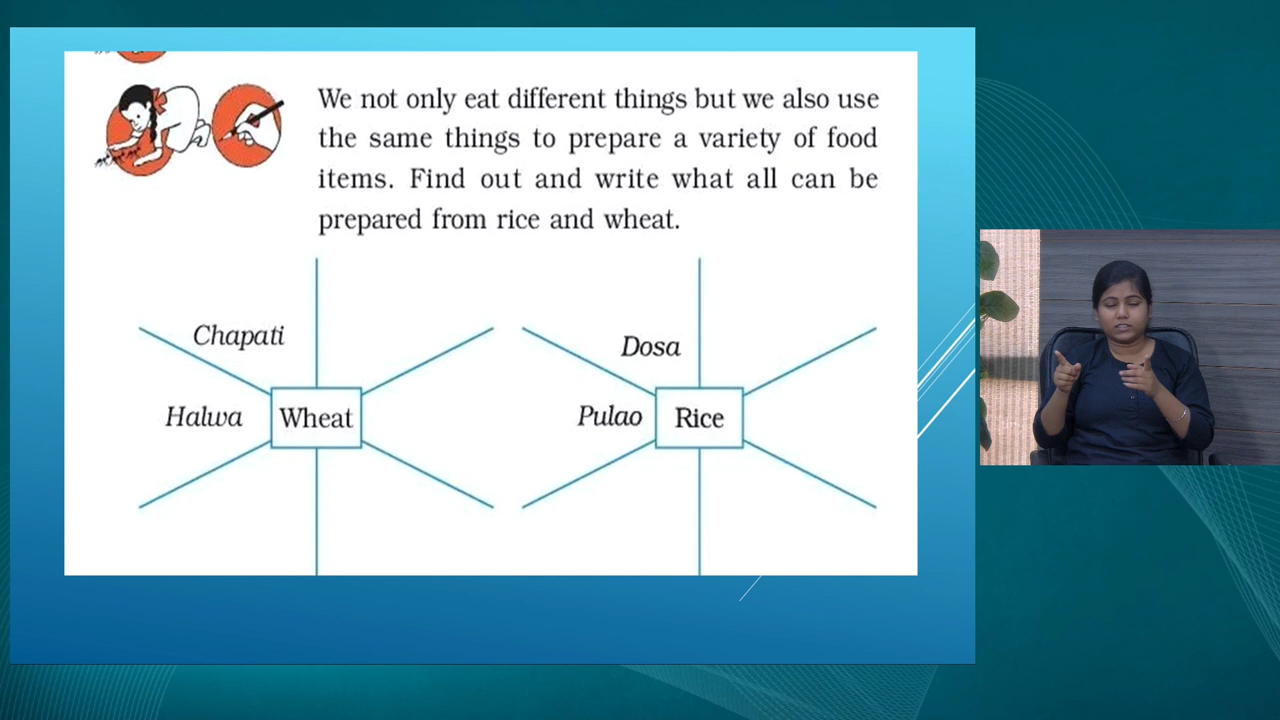 We not only eat different things but we also use
the same things to prepare a variety of food
items. Find out and write what all can be
prepared from rice and wheat.
Chapati
Halwa
Wheat
Dosa
Pulao
Rice